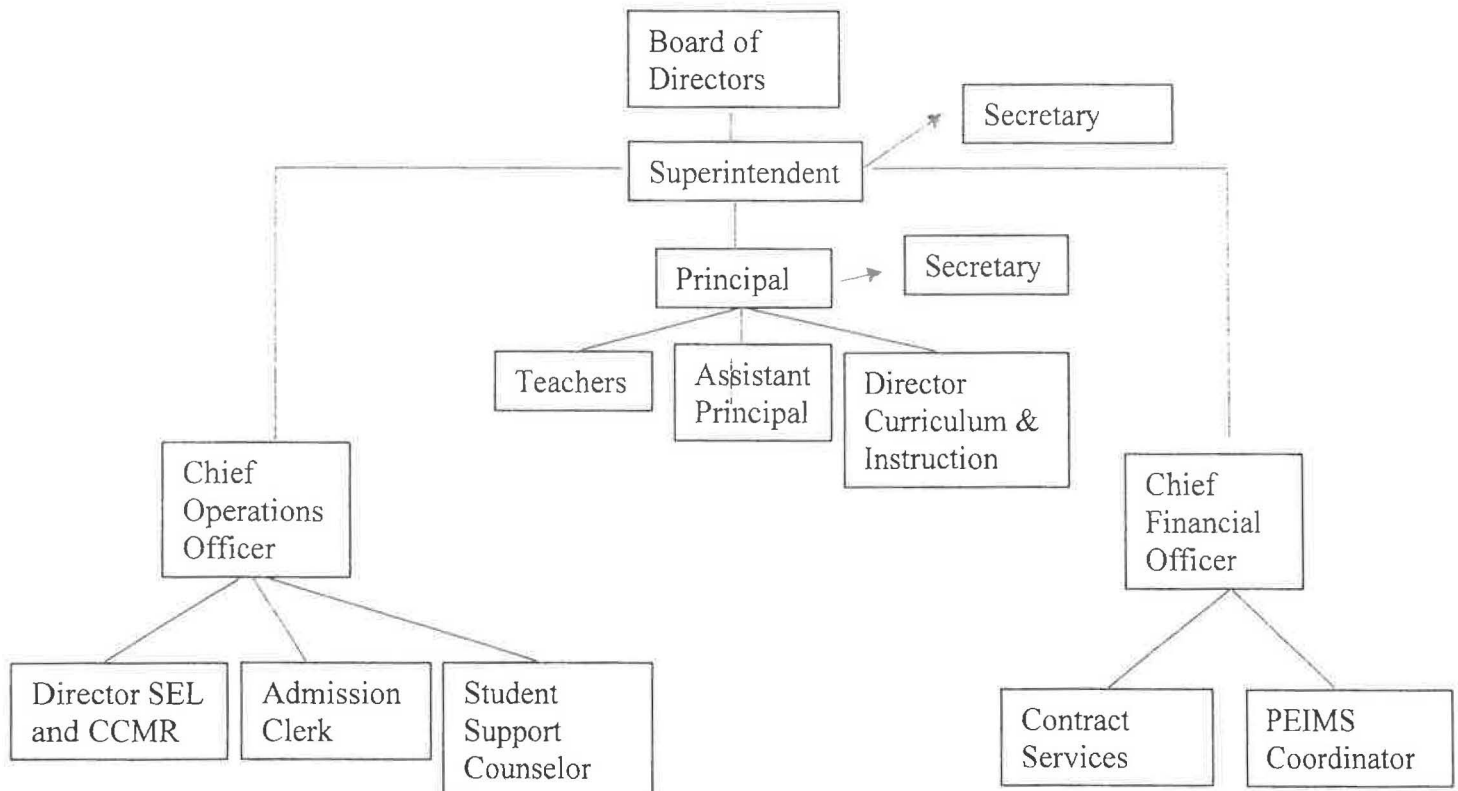 Board of
Directors
Secretary
Superintendent
Secretary
Principal
Teachers
Assistant
Principal
Director
Curriculum &
Instruction
Chief
Operations
Officer
Chief
Financial
Officer
Director SEL
and CCMR
Admission
Clerk
Student
Support
Counselor
Contract
Services
PEIMS
Coordinator